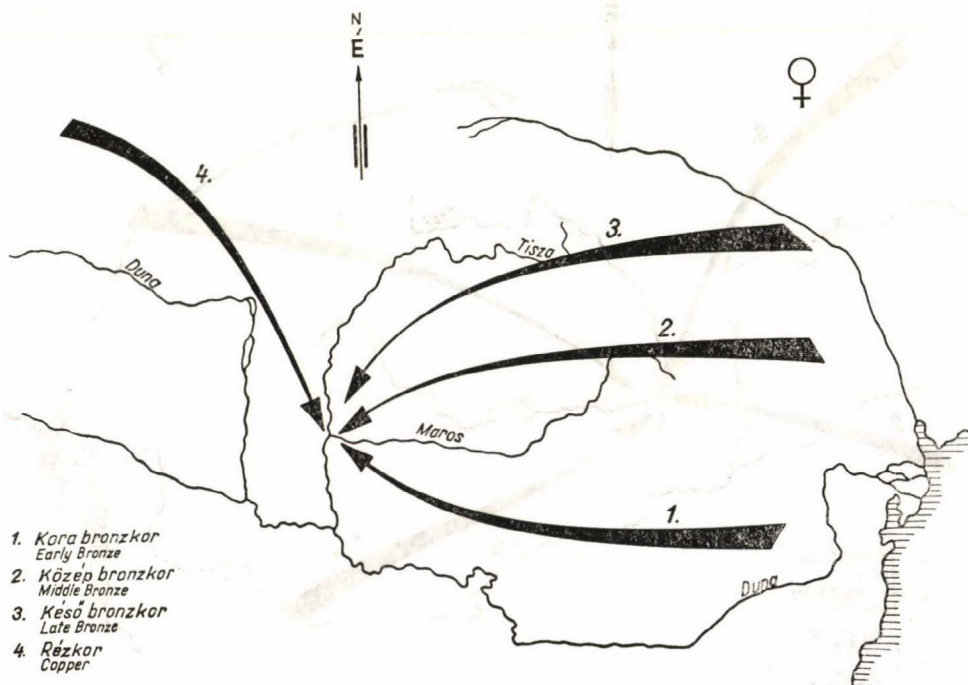 N
É
♀
4.
3.
Tisza
Duna
2.
Maros
1.
Duna
1. Kora bronzkor
Early Bronze
2. Közép bronzkor
Middle Bronze
3. Késő bronzkor
Late Bronze
4. Rézkor
Copper